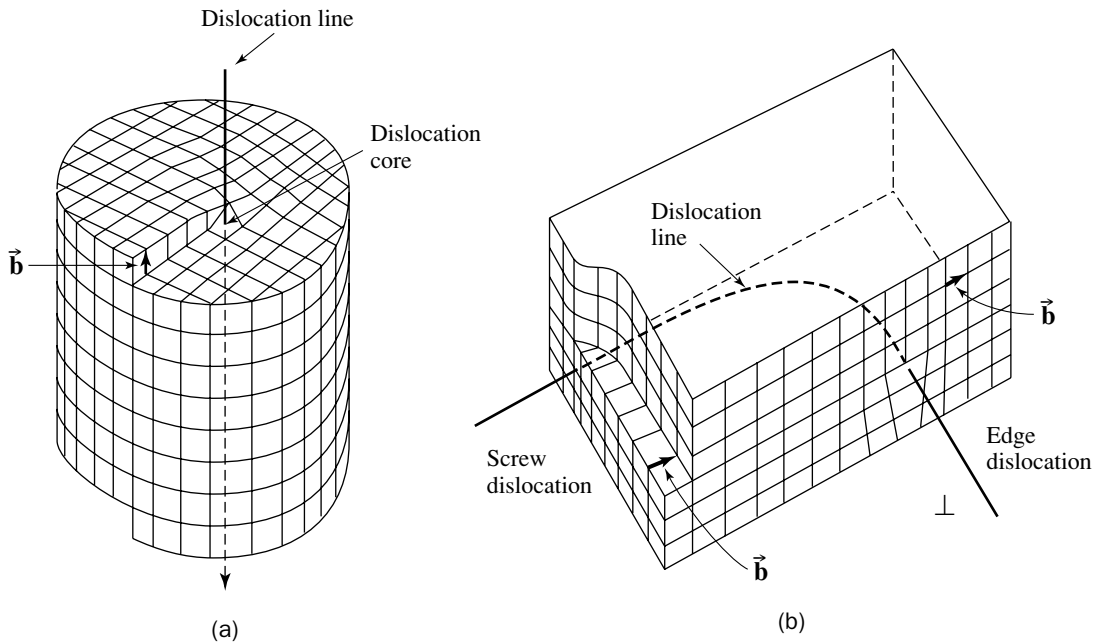 Dislocation line
Dislocation
core
b⃗
(a)
Dislocation
line
b⃗
Screw
dislocation
Edge
dislocation
⊥
b⃗
(b)